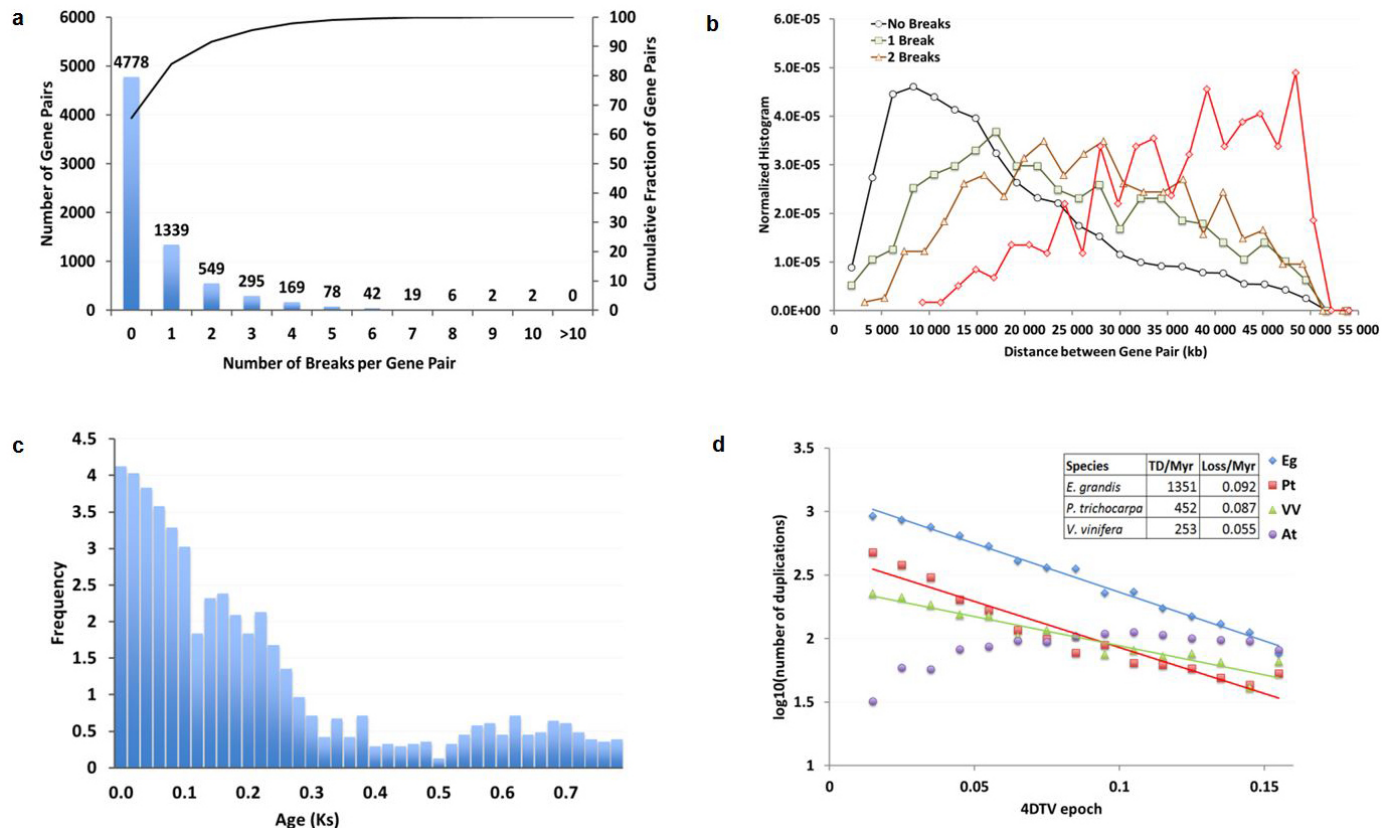 a
6000
5000
4000
3000
2000
1000
0
Number of Gene Pairs
4778
1339
549
295
169
78
42
19
6
2
2
0
100
90
80
70
60
50
40
30
20
10
0
Cumulative Fraction of Gene Pairs
0 1 2 3 4 5 6 7 8 9 10 >10
Number of Breaks per Gene Pair
b
6.0E-05
5.0E-05
4.0E-05
3.0E-05
2.0E-05
1.0E-05
0.0E+00
Normalized Histogram
No Breaks
1 Break
2 Breaks
0 5 000 10 000 15 000 20 000 25 000 30 000 35 000 40 000 45 000 50 000 55 000
Distance between Gene Pair (kb)
c
4.5
4
3.5
3
2.5
2
1.5
1
0.5
0
Frequency
0.0 0.1 0.2 0.3 0.4 0.5 0.6 0.7
Age (Ks)
d
3.5
3
2.5
2
1.5
1
log10(number of duplications)
Species TD/Myr Loss/Myr
E. grandis 1351 0.092
P. trichocarpa 452 0.087
V. vinifera 253 0.055
Eg
Pt
VV
At
0 0.05 0.1 0.15
4DTV epoch